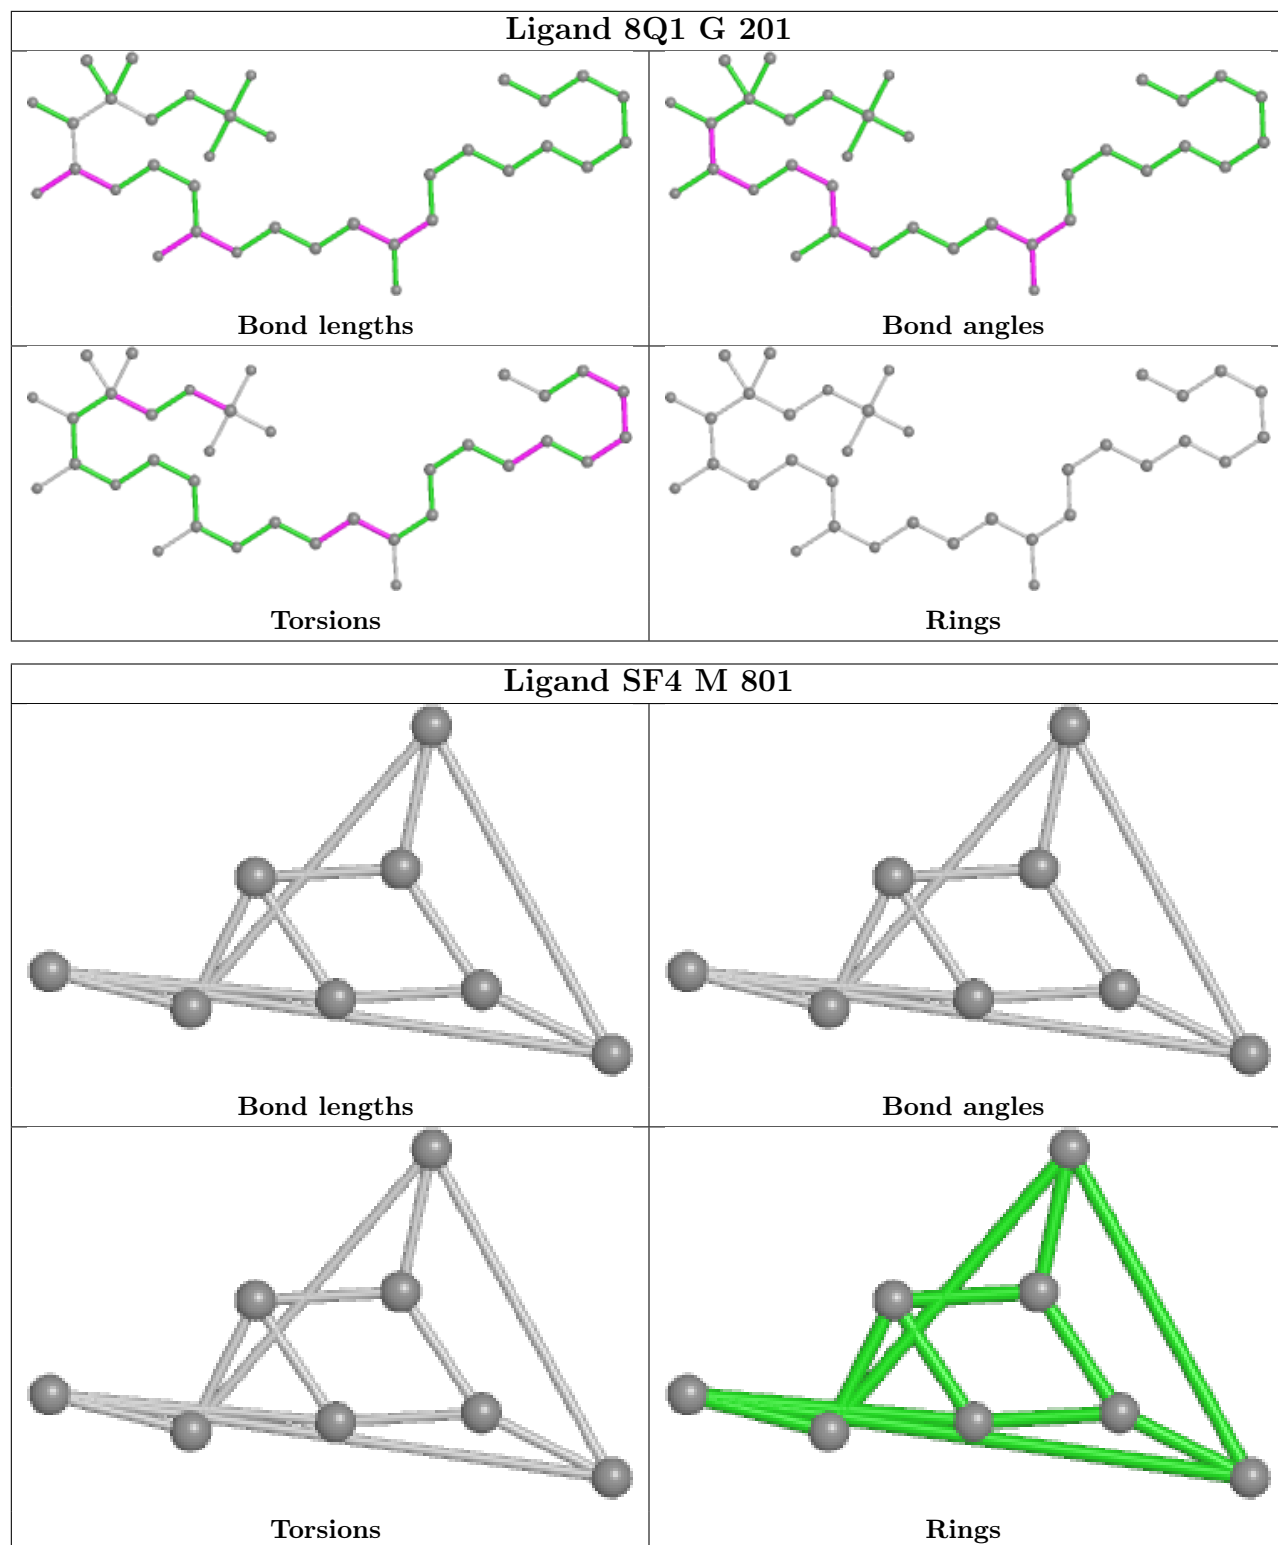 Ligand 8Q1 G 201
Bond lengths
Bond angles
Torsions
Rings
Ligand SF4 M 801
Bond lengths
Bond angles
Torsions
Rings